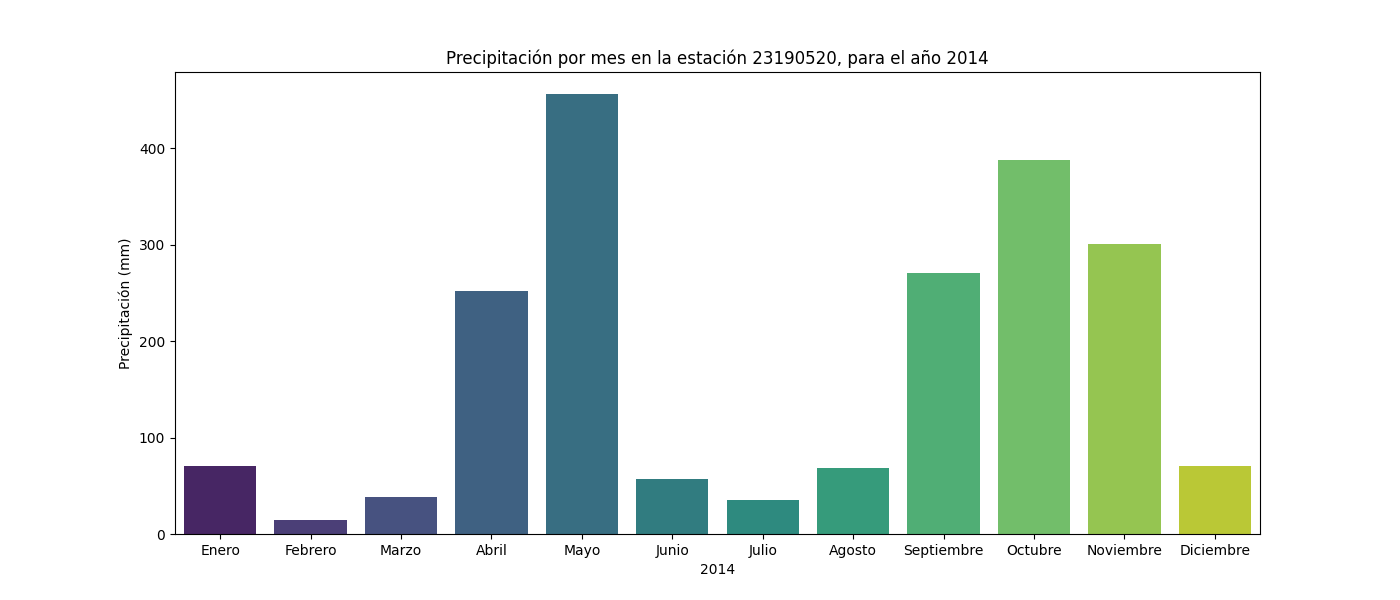 Precipitación por mes en la estación 23190520, para el año 2014
Precipitación (mm)
400
300
200
100
0
Enero Febrero Marzo Abril Mayo Junio Julio Agosto Septiembre Octubre Noviembre Diciembre
2014